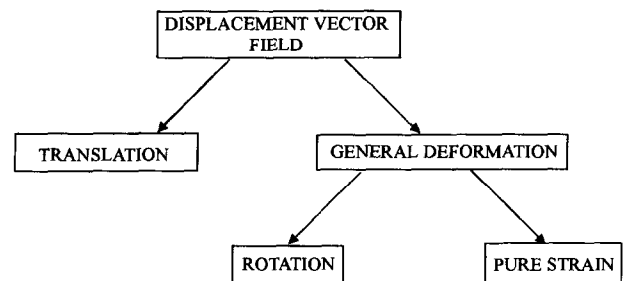 DISPLACEMENT VECTOR
FIELD
TRANSLATION
GENERAL DEFORMATION
ROTATION
PURE STRAIN